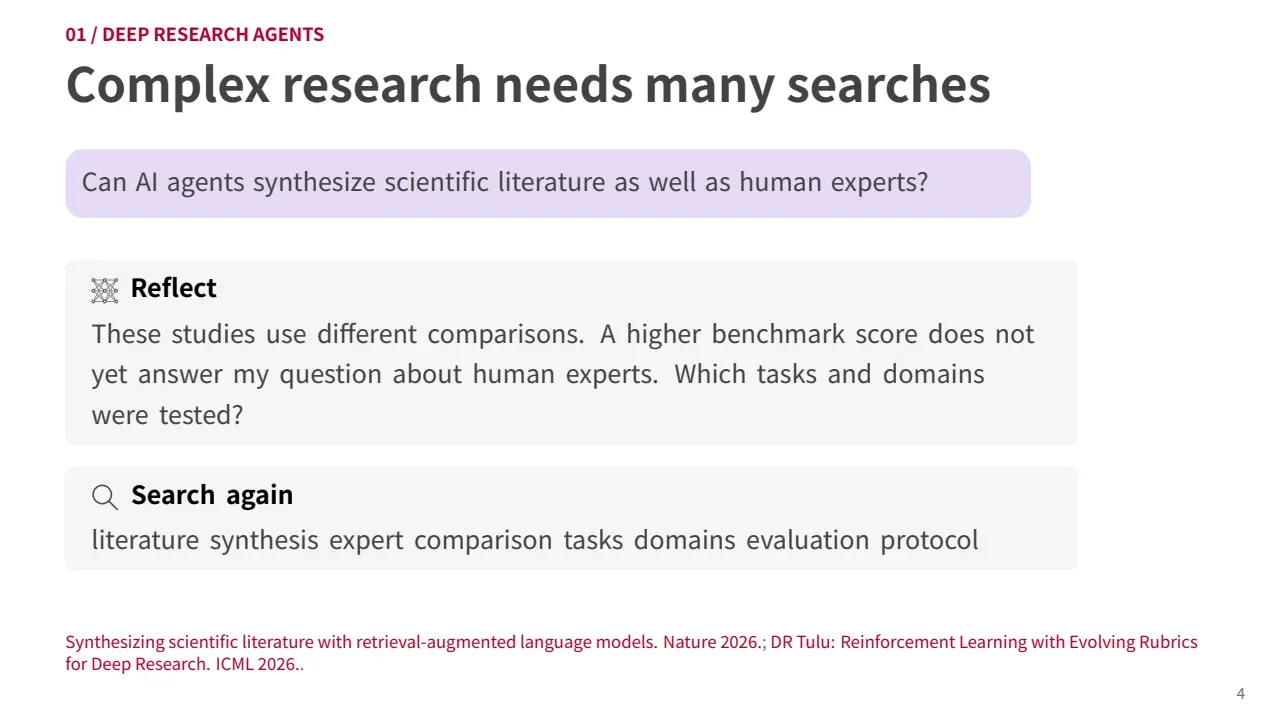 01 / DEEP RESEARCH AGENTS
Complex research needs many searches
Can AI agents synthesize scientific literature as well as human experts?
Reflect
These studies use different comparisons. A higher benchmark score does not
yet answer my question about human experts. Which tasks and domains
were tested?
Search again
literature synthesis expert comparison tasks domains evaluation protocol
Synthesizing scientific literature with retrieval-augmented language models. Nature 2026.; DR Tulu: Reinforcement Learning with Evolving Rubrics
for Deep Research. ICML 2026..
4